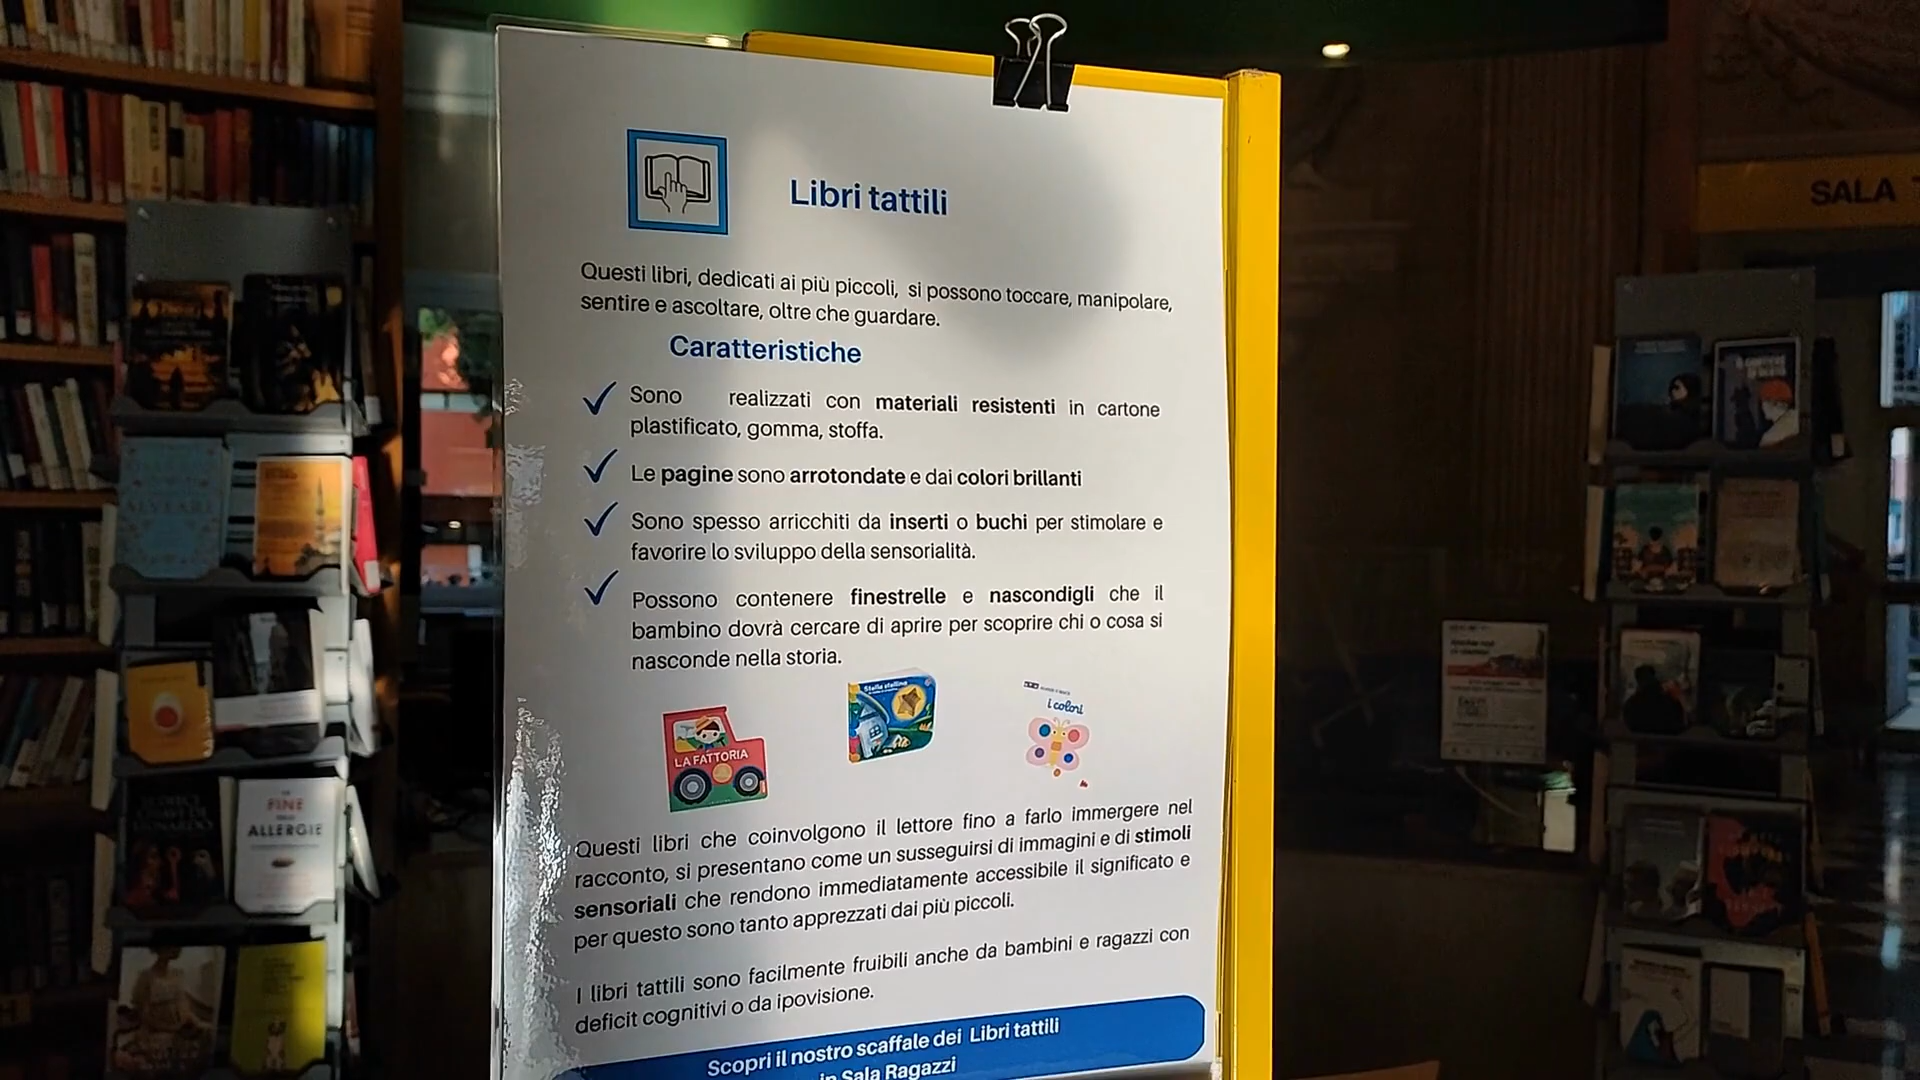 Libri tattili
Questi libri, dedicati ai più piccoli, si possono toccare, manipolare,
sentire e ascoltare, oltre che guardare.
Caratteristiche
Sono realizzati con materiali resistenti in cartone
plastificato, gomma, stoffa.
Le pagine sono arrotondate e dai colori brillanti
Sono spesso arricchiti da inserti o buchi per stimolare e
favorire lo sviluppo della sensorialità.
Possono contenere finestrelle e nascondigli che il
bambino dovrà cercare di aprire per scoprire chi o cosa si
nasconde nella storia.
LA FATTORIA
Stella stellina
i colori
Questi libri che coinvolgono il lettore fino a farlo immergere nel
racconto, si presentano come un susseguirsi di immagini e di stimoli
sensoriali che rendono immediatamente accessibile il significato e
per questo sono tanto apprezzati dai più piccoli.
I libri tattili sono facilmente fruibili anche da bambini e ragazzi con
deficit cognitivi o da ipovisione.
Scopri il nostro scaffale dei Libri tattili
in Sala Ragazzi
SALA
FINE
ALLERGIE